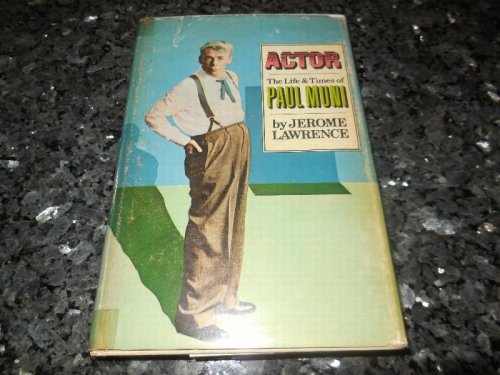 ACTOR
The Life & Times of
PAUL MUNI
by JEROME
LAWRENCE